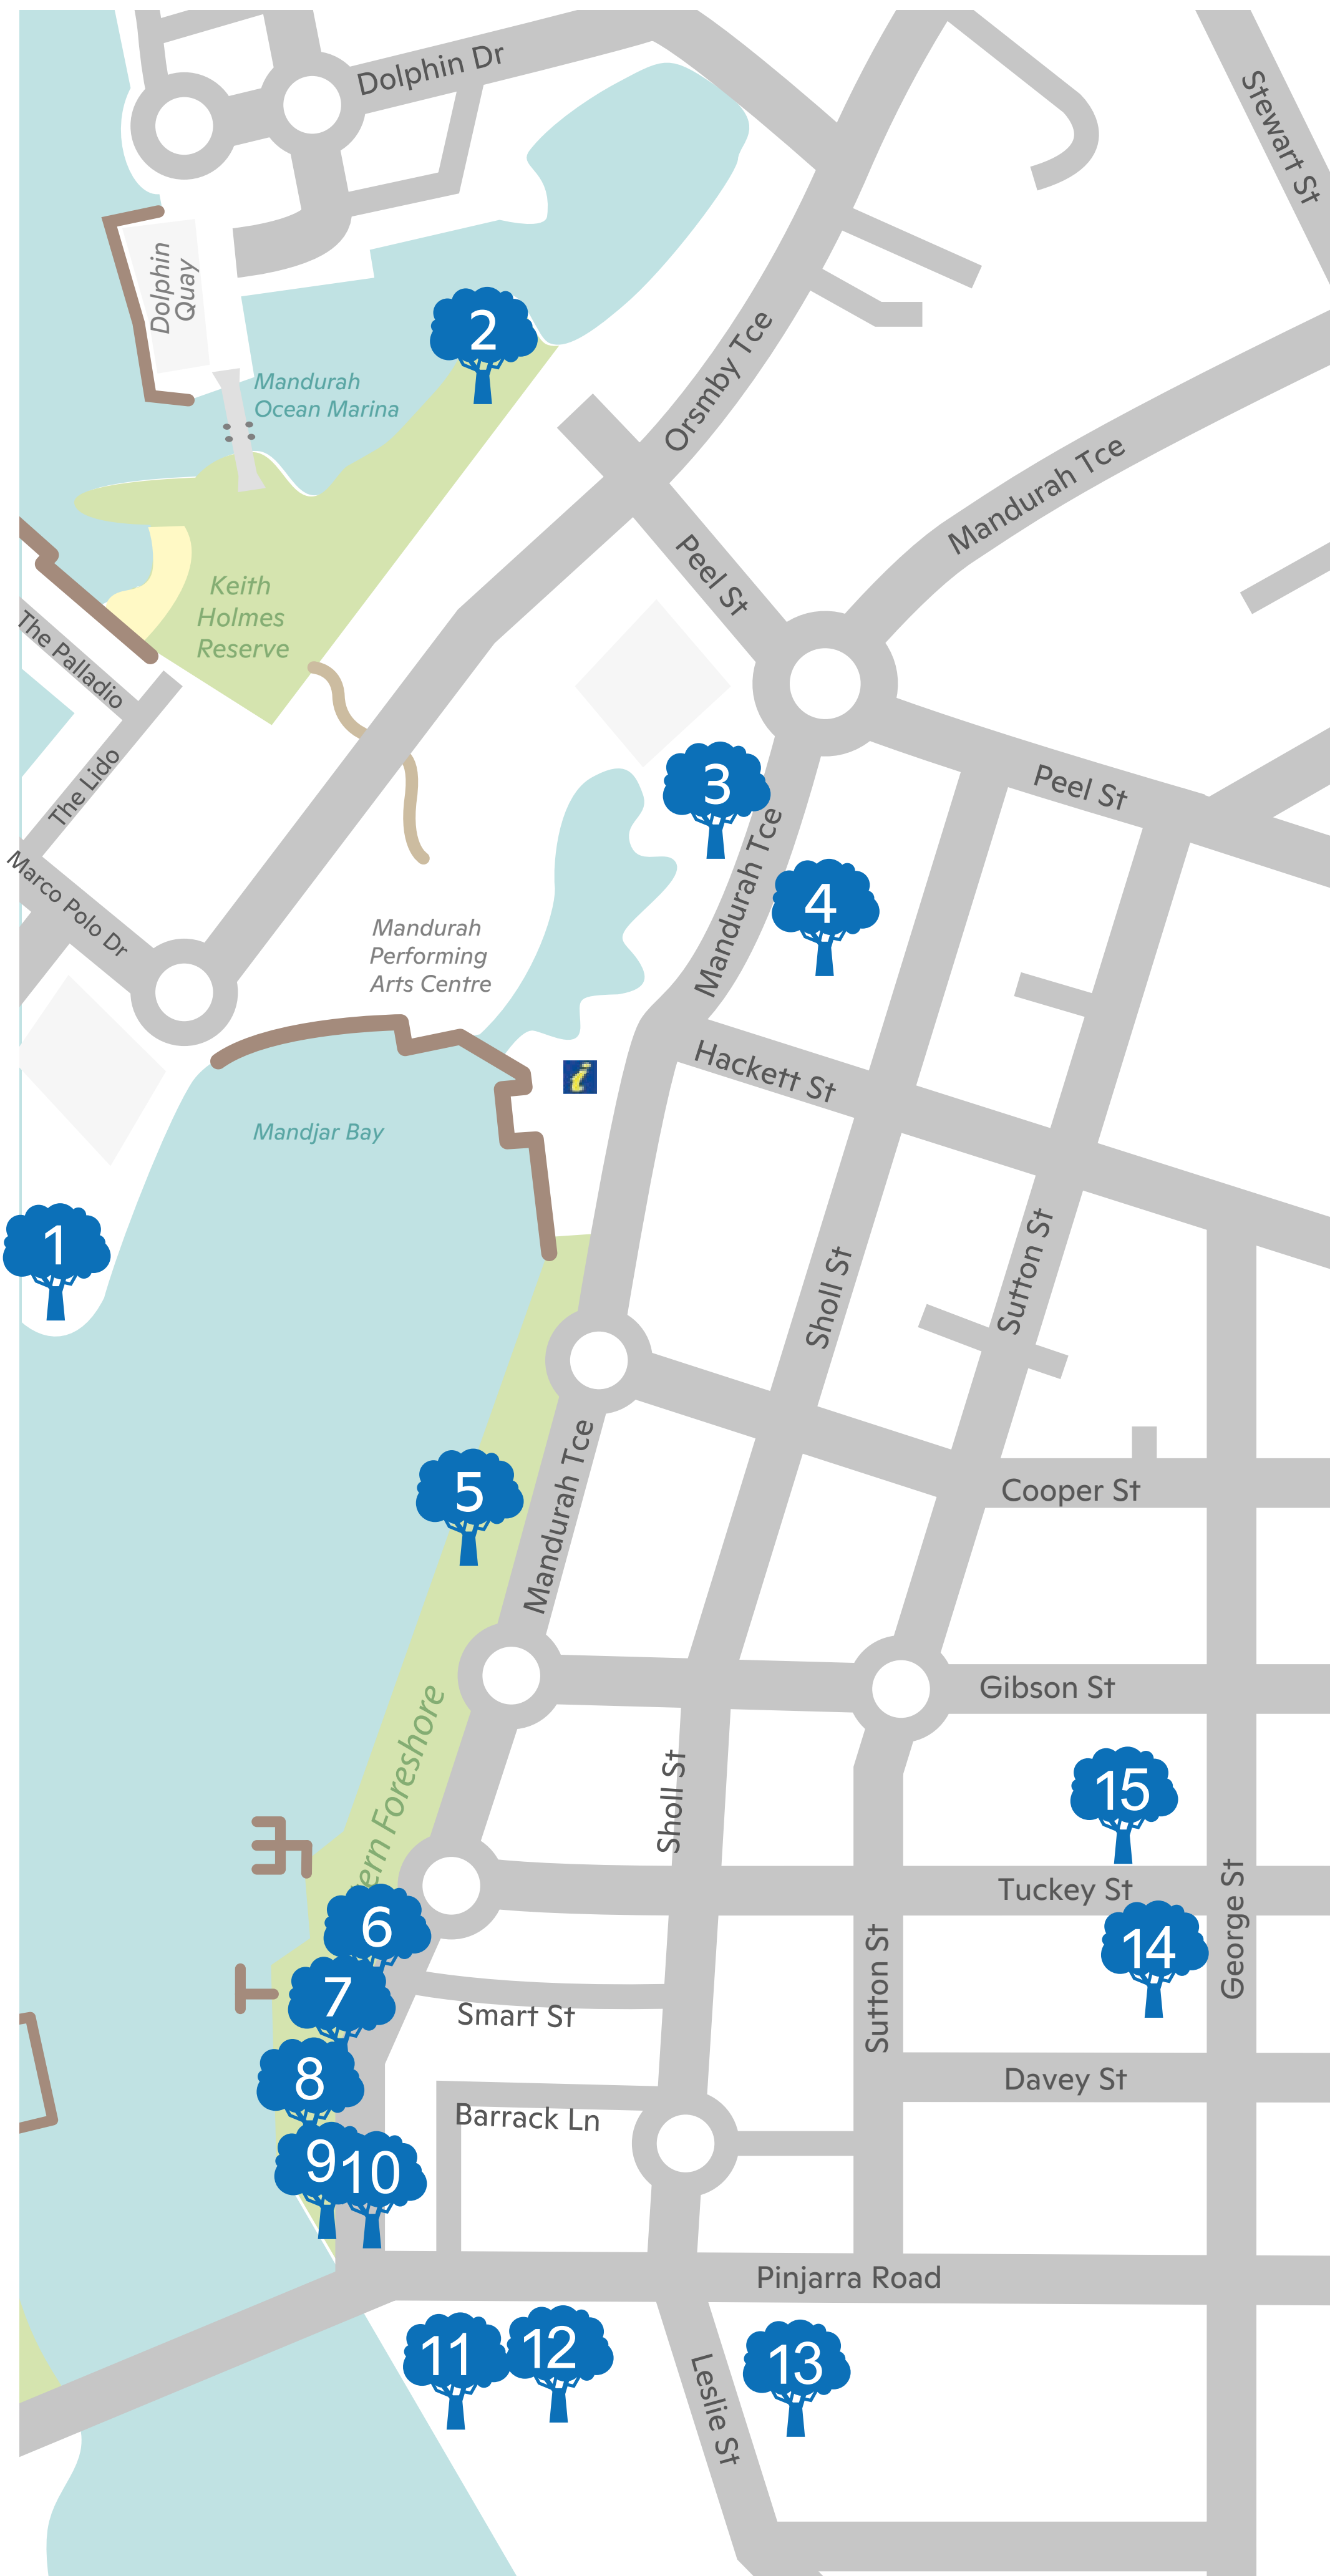 Dolphin Dr
Stewart St
Dolphin
Quay
2
Mandurah
Ocean Marina
Orsmby Tce
Mandurah Tce
Peel St
Keith
Holmes
Reserve
The Palladio
The Lido
3
Peel St
Mandurah Tce
4
Marco Polo Dr
Mandurah
Performing
Arts Centre
Hackett St
i
Mandjar Bay
1
Sholl St
Sutton St
Mandurah Tce
5
Cooper St
Gibson St
ern Foreshore
Sholl St
15
Tuckey St
6
14
George St
7
Smart St
Sutton St
8
Davey St
Barrack Ln
9
10
Pinjarra Road
11
12
13
Leslie St